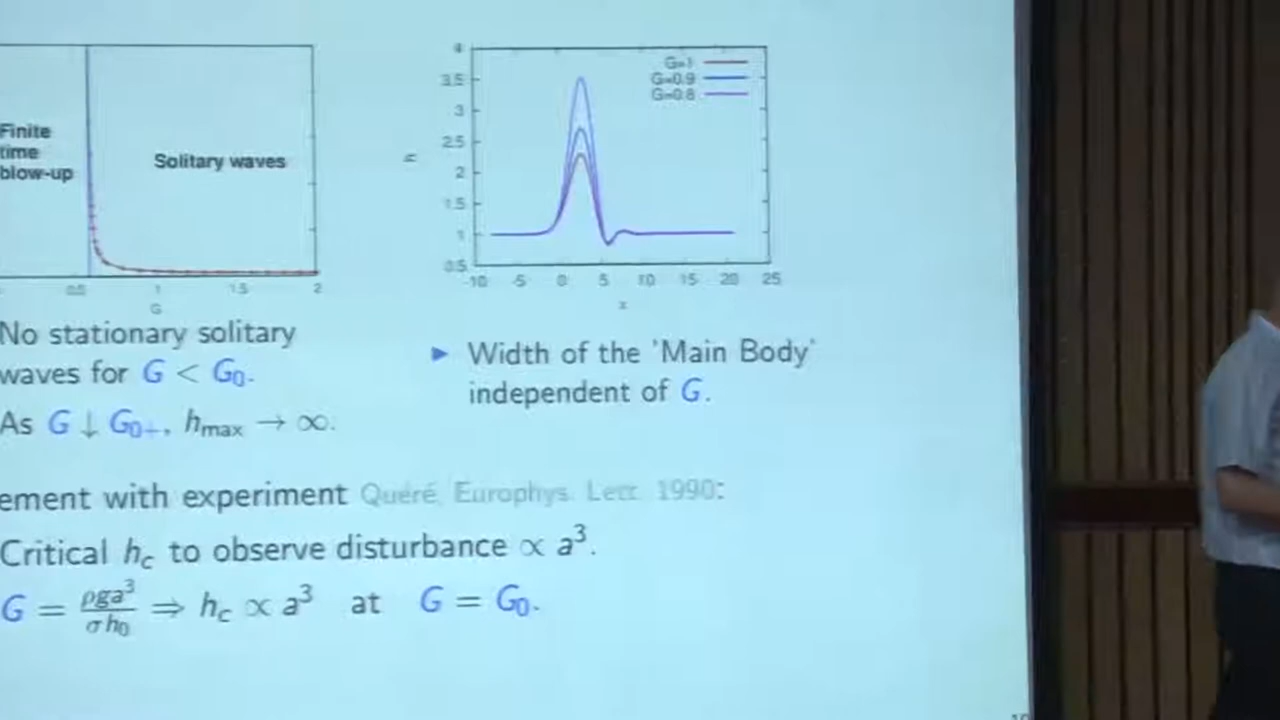 Finite
time
blow-up
Solitary waves
0.5 1 1.5 2
G
4
3.5
3
2.5
2
1.5
1
0.5
h
G=1
G=0.9
G=0.8
-10 -5 0 5 10 15 20 25
x
No stationary solitary
waves for G < G₀.
As G ↓ G₀₊, hmax → ∞.
▶ Width of the 'Main Body'
independent of G.
ement with experiment Quéré, Europhys. Lett. 1990:
Critical h_c to observe disturbance ∝ a³.
G = ρga³/σh₀ ⇒ h_c ∝ a³ at G = G₀.